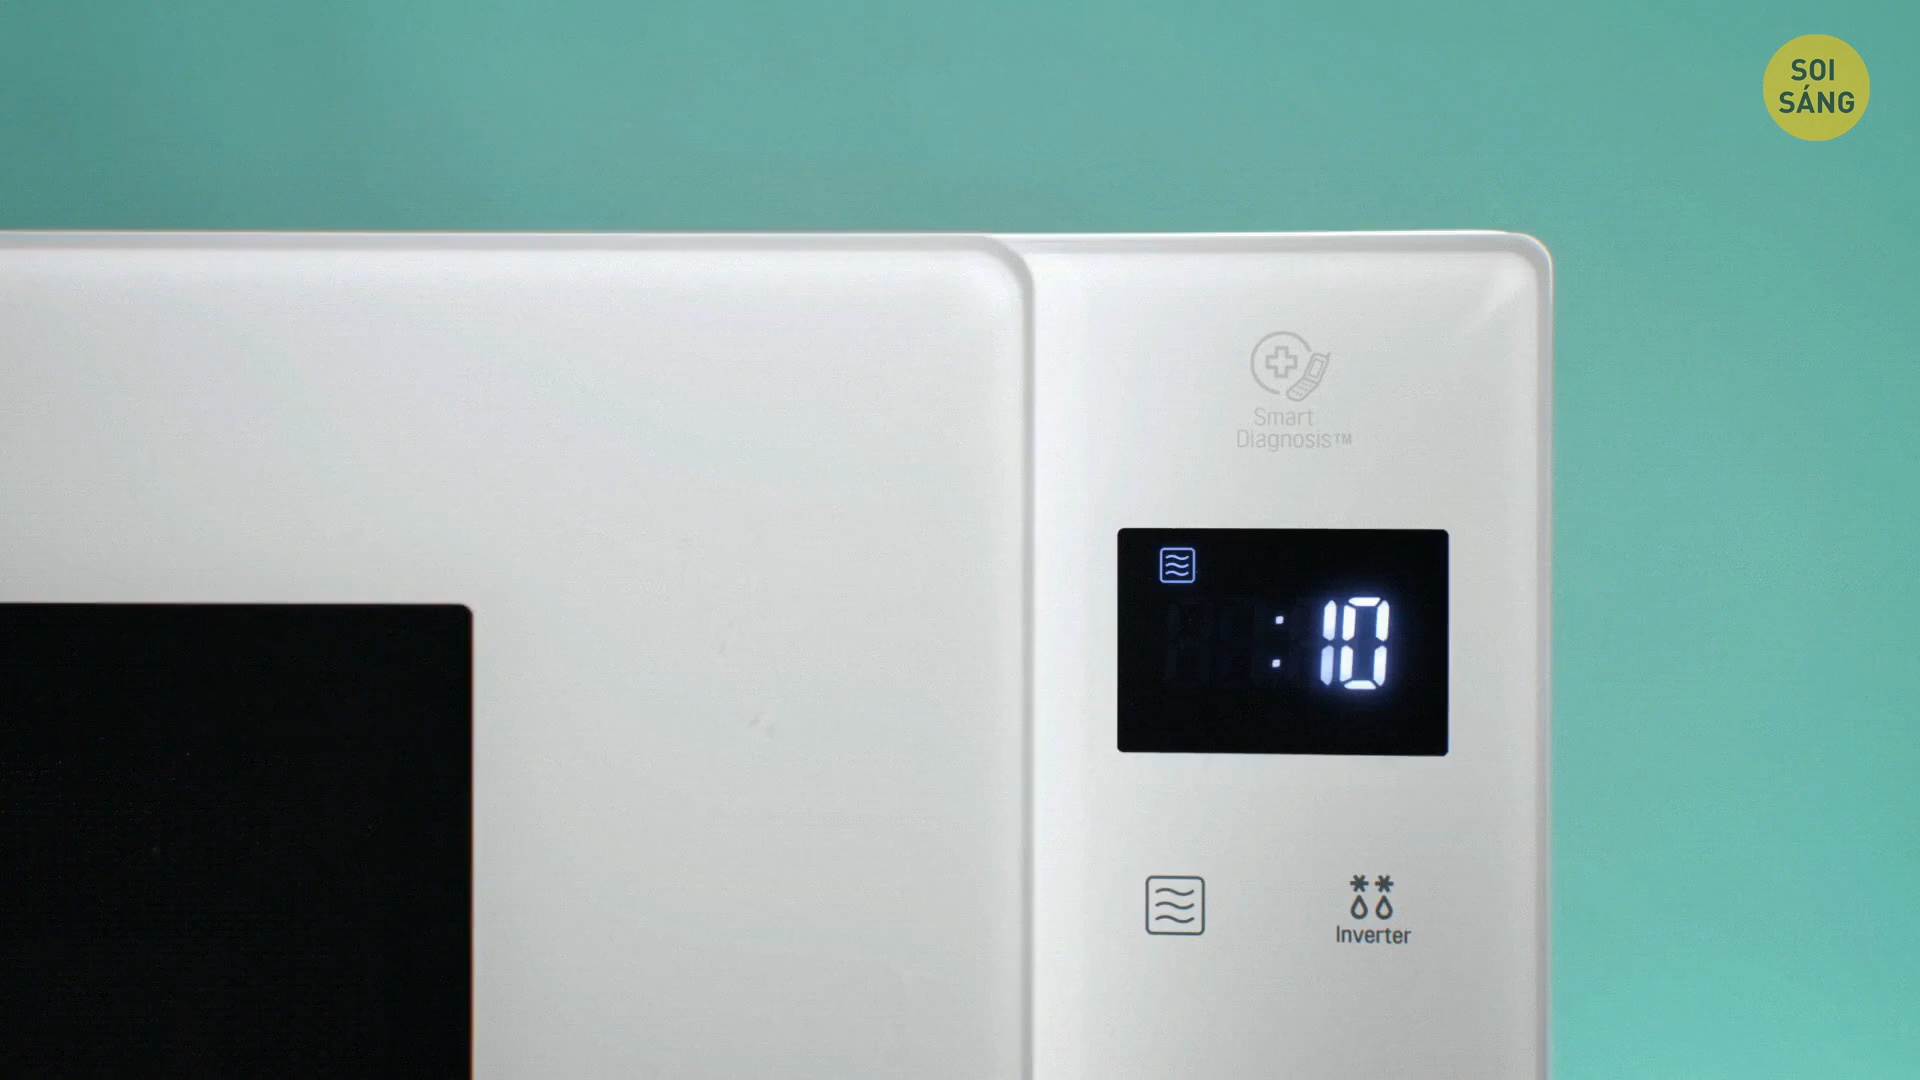 SOI
SÁNG
Smart
Diagnosis™
:10
Inverter